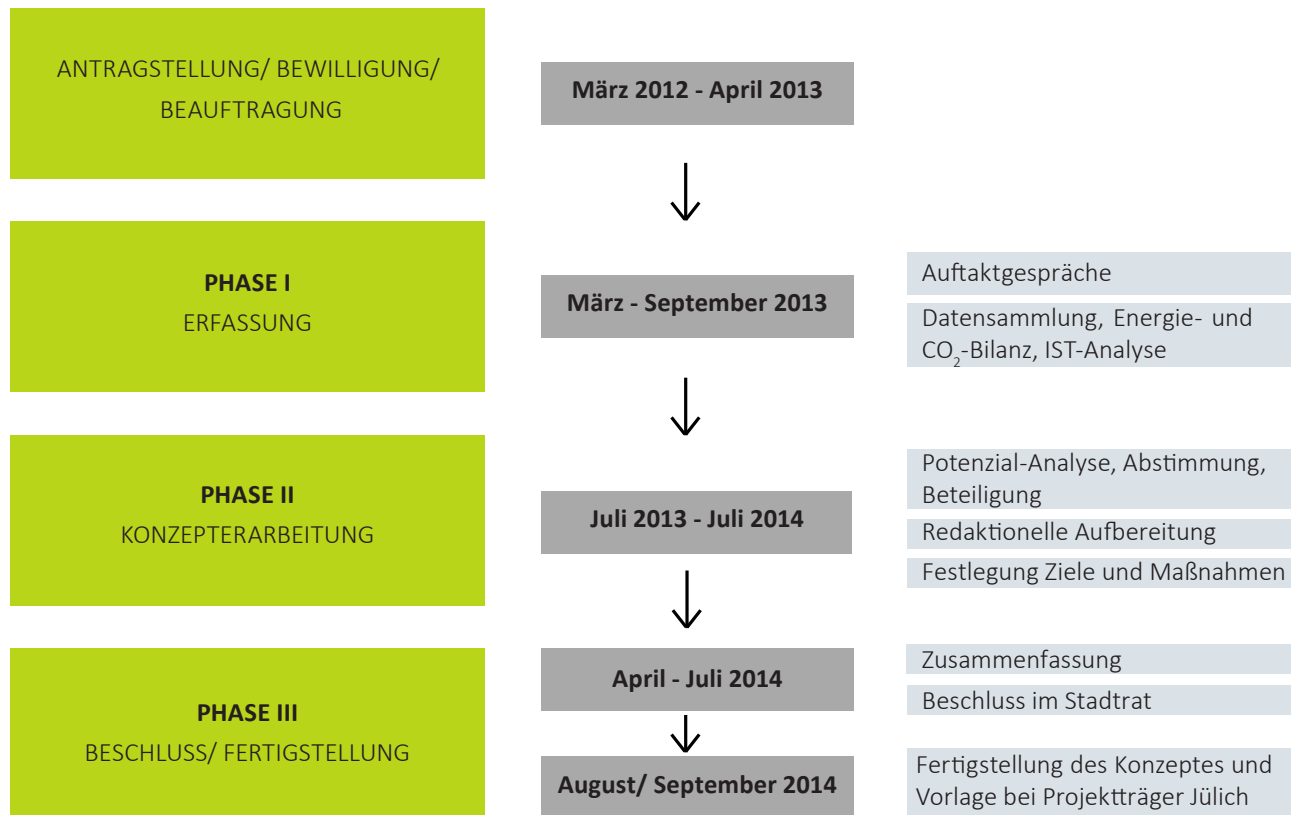 ANTRAGSTELLUNG/ BEWILLIGUNG/
BEAUFTRAGUNG
März 2012 - April 2013
PHASE I
ERFASSUNG
März - September 2013
Auftaktgespräche
Datensammlung, Energie- und
CO₂-Bilanz, IST-Analyse
PHASE II
KONZEPTERARBEITUNG
Juli 2013 - Juli 2014
Potenzial-Analyse, Abstimmung,
Beteiligung
Redaktionelle Aufbereitung
Festlegung Ziele und Maßnahmen
PHASE III
BESCHLUSS/ FERTIGSTELLUNG
April - Juli 2014
Zusammenfassung
Beschluss im Stadtrat
August/ September 2014
Fertigstellung des Konzeptes und
Vorlage bei Projektträger Jülich